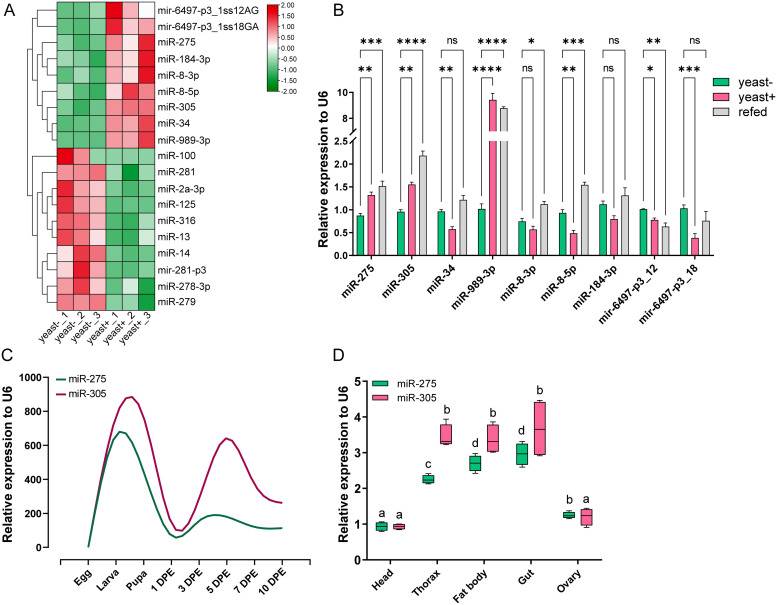 A
mir-6497-p3_1ss12AG
mir-6497-p3_1ss18GA
miR-275
miR-184-3p
miR-8-3p
miR-8-5p
miR-305
miR-34
miR-989-3p
miR-100
miR-281
miR-2a-3p
miR-125
miR-316
miR-13
miR-14
mir-281-p3
miR-278-3p
miR-279
yeast-_1
yeast-_2
yeast-_3
yeast+_1
yeast+_2
yeast+_3
2.00
1.50
1.00
0.50
0.00
-0.50
-1.00
-1.50
-2.00
B
*** **** ns **** * *** ns ** ns
** ** ** **** ns ** ns * ***
yeast-
yeast+
refed
Relative expression to U6
10
8
6
2.5
2.0
1.5
1.0
0.5
0.0
miR-275
miR-305
miR-34
miR-989-3p
miR-8-3p
miR-8-5p
miR-184-3p
mir-6497-p3_12
mir-6497-p3_18
C
miR-275
miR-305
Relative expression to U6
1000
800
600
400
200
0
Egg
Larva
Pupa
1 DPE
3 DPE
5 DPE
7 DPE
10 DPE
D
miR-275
miR-305
Relative expression to U6
5
4
3
2
1
0
a a
c b
d b
d b
b a
Head
Thorax
Fat body
Gut
Ovary